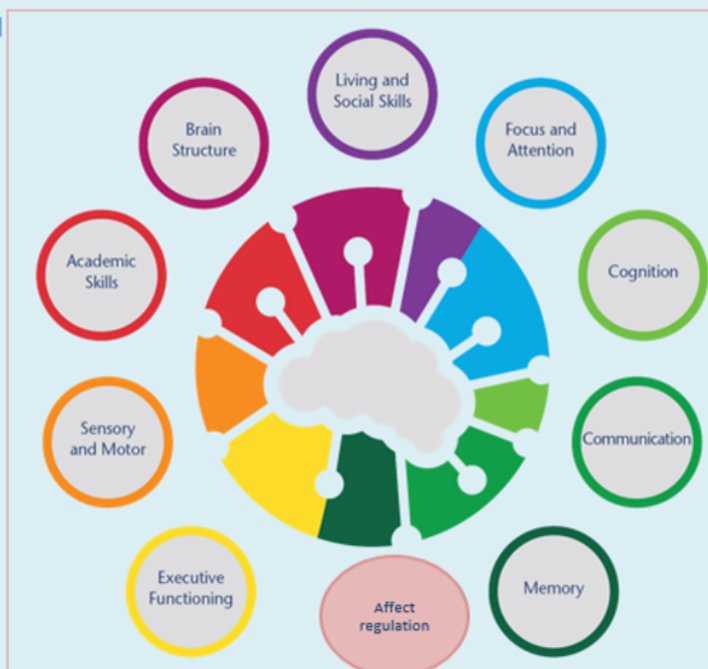 Living and
Social Skills
Focus and
Attention
Cognition
Communication
Memory
Affect
regulation
Executive
Functioning
Sensory
and Motor
Academic
Skills
Brain
Structure